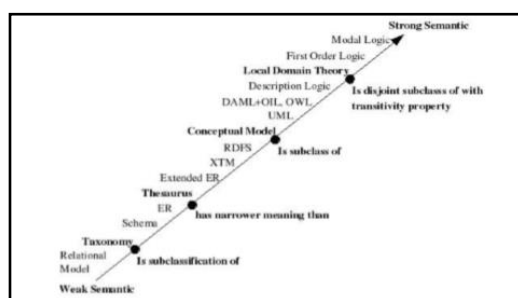 Strong Semantic
Modal Logic
First Order Logic
Local Domain Theory
Is disjoint subclasss of with
transitivity property
Description Logic
DAML+OIL, OWL
UML
Conceptual Model
Is subclass of
RDFS
XTM
Extended ER
Thesaurus
has narrower meaning than
ER
Schema
Taxonomy
Is subclassification of
Relational
Model
Weak Semantic